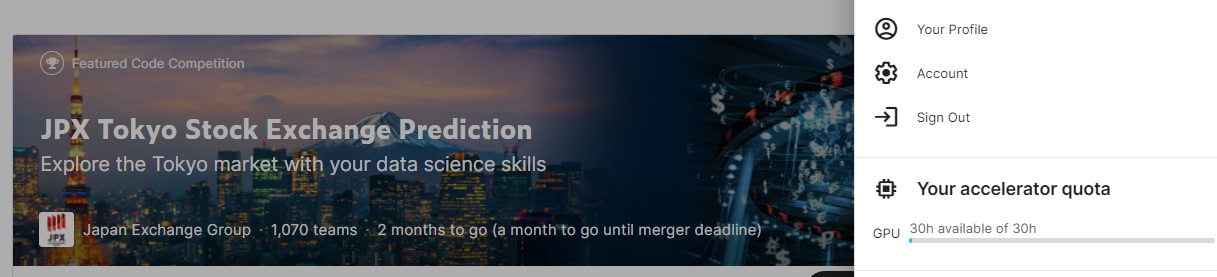 Featured Code Competition
JPX Tokyo Stock Exchange Prediction
Explore the Tokyo market with your data science skills
JPX
Japan Exchange Group · 1,070 teams · 2 months to go (a month to go until merger deadline)
Your Profile
Account
Sign Out
Your accelerator quota
GPU
30h available of 30h